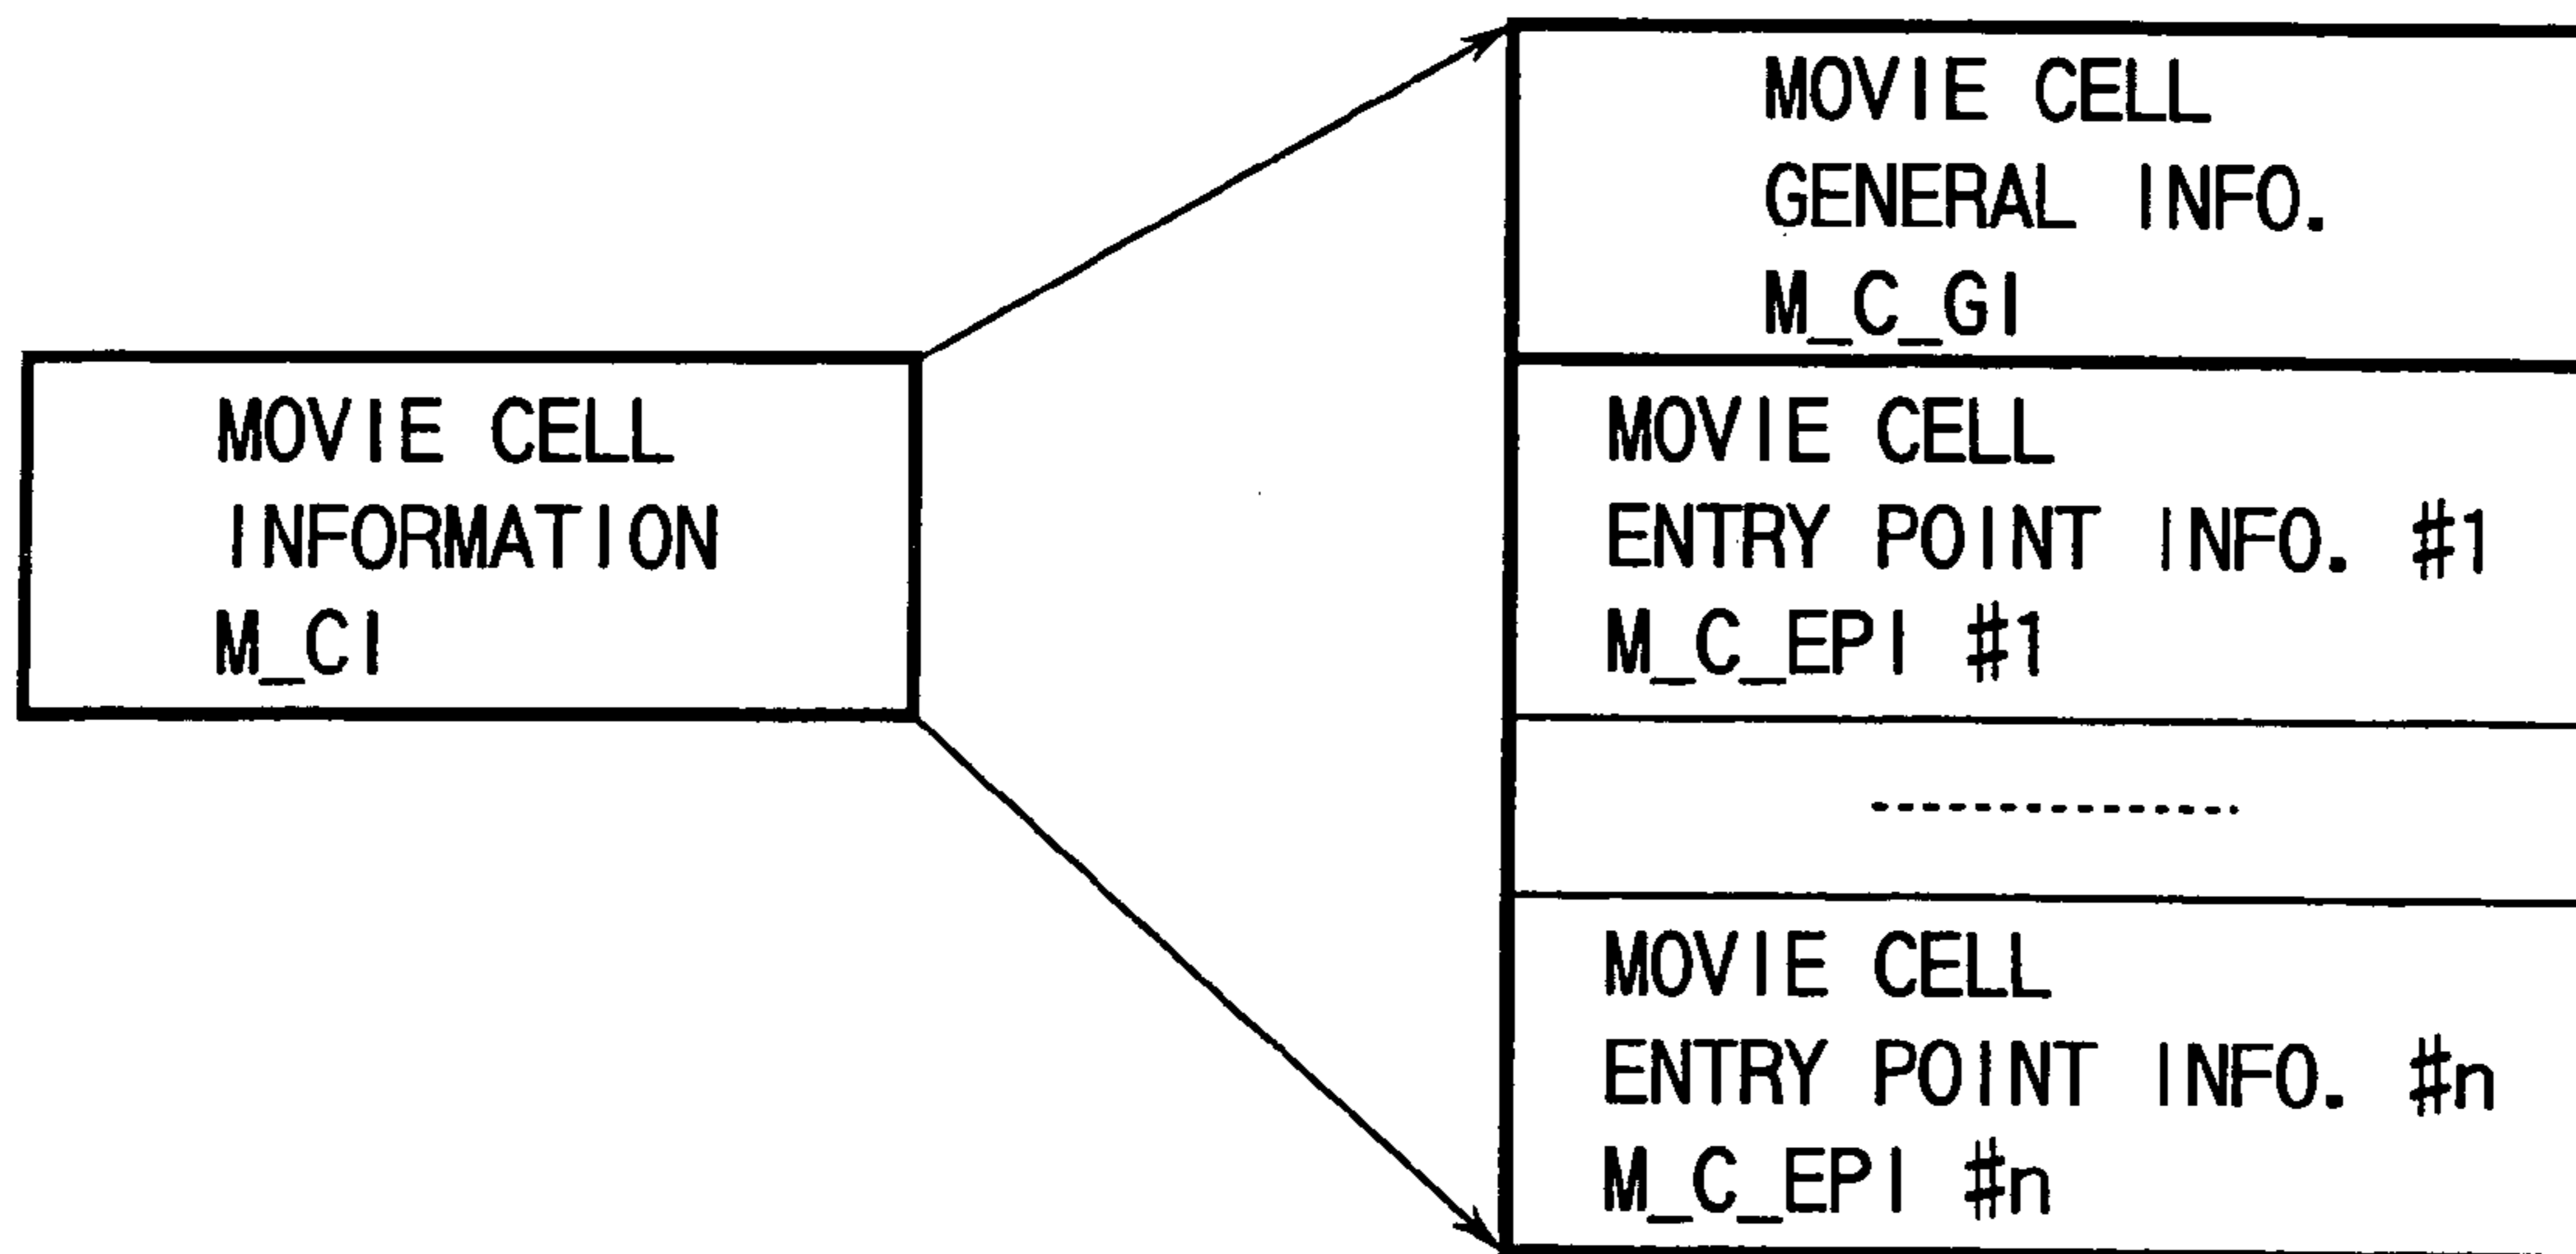 MOVIE CELL
INFORMATION
M_CI
MOVIE CELL
GENERAL INFO.
M_C_GI
MOVIE CELL
ENTRY POINT INFO. #1
M_C_EPI #1
MOVIE CELL
ENTRY POINT INFO. #n
M_C_EPI #n